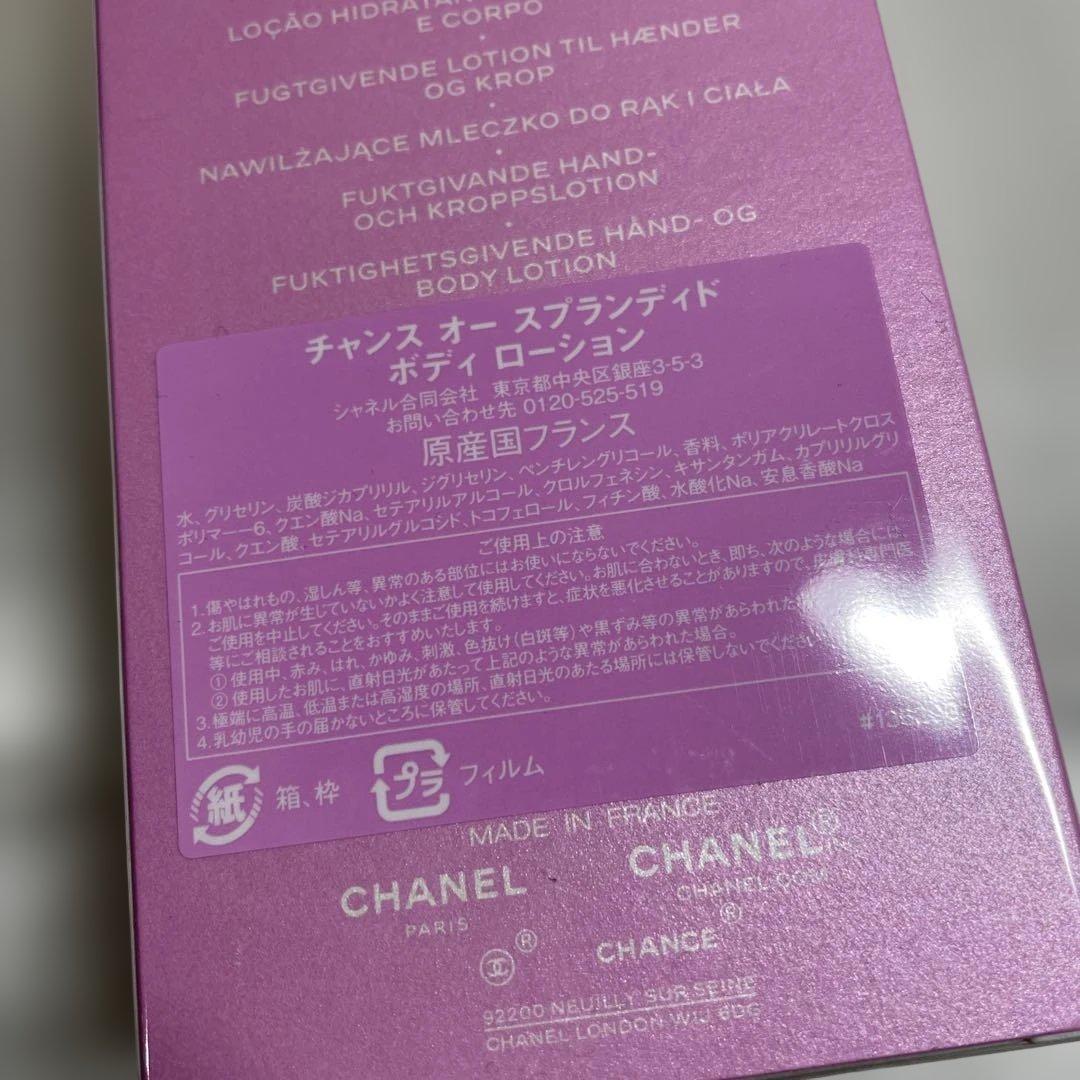 LOÇÃO HIDRATAN
E CORPO
FUGTGIVENDE LOTION TIL HÆNDER
OG KROP
NAWILŻAJĄCE MLECZKO DO RĄK I CIAŁA
FUKTGIVANDE HAND-
OCH KROPPSLOTION
FUKTIGHETSGIVENDE HÅND- OG
BODY LOTION
チャンス オー スプランディド
ボディ ローション
シャネル合同会社 東京都中央区銀座3-5-3
お問い合わせ先 0120-525-519
原産国フランス
水、グリセリン、炭酸ジカプリリル、ジグリセリン、ペンチレングリコール、香料、ポリアクリレートクロス
ポリマー–6、クエン酸Na、セテアリルアルコール、クロルフェネシン、キサンタンガム、カプリリルグリ
コール、クエン酸、セテアリルグルコシド、トコフェロール、フィチン酸、水酸化Na、安息香酸Na
ご使用上の注意
1. 傷やはれもの、湿しん等、異常のある部位にはお使いにならないでください。
2. お肌に異常が生じていないかよく注意して使用してください。お肌に合わないとき、即ち、次のような場合には
ご使用を中止してください。そのままご使用を続けますと、症状を悪化させることがありますので、皮膚科専門医
等にご相談されることをおすすめいたします。
① 使用中、赤み、はれ、かゆみ、刺激、色抜け(白斑等)や黒ずみ等の異常があらわれた
② 使用したお肌に、直射日光があたって上記のような異常があらわれた場合。
3. 極端に高温、低温または高湿度の場所、直射日光のあたる場所には保管しないでくだ
4. 乳幼児の手の届かないところに保管してください。
紙 箱、枠 プラ フィルム
MADE IN FRANCE
CHANEL CHANEL®
PARIS CHANEL.COM
® CHANCE®
92200 NEUILLY SUR SEINE
CHANEL LONDON W1J 6DG